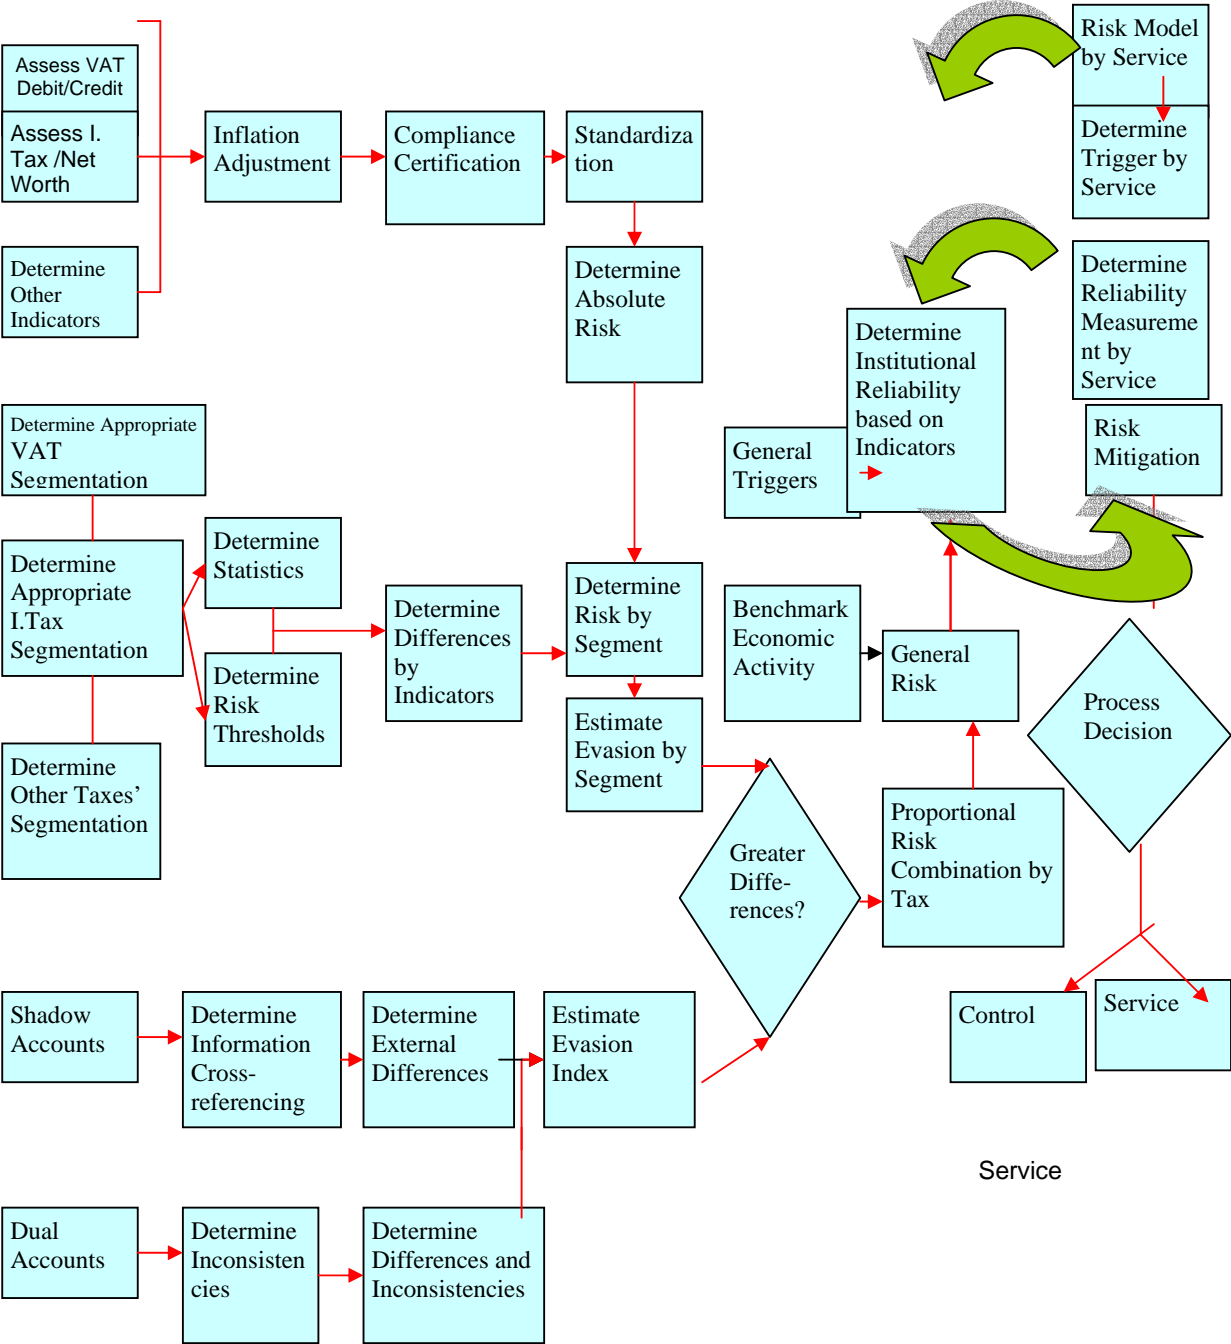 Risk Model
by Service
Assess VAT
Debit/Credit
Assess I.
Tax /Net
Worth
Inflation
Adjustment
Compliance
Certification
Standardiza
tion
Determine
Trigger by
Service
Determine
Other
Indicators
Determine
Absolute
Risk
Determine
Reliability
Measureme
nt by
Service
Determine
Institutional
Reliability
based on
Indicators
Determine Appropriate
VAT
Segmentation
General
Triggers
Risk
Mitigation
Determine
Appropriate
I.Tax
Segmentation
Determine
Statistics
Determine
Differences
by
Indicators
Determine
Risk by
Segment
Benchmark
Economic
Activity
General
Risk
Determine
Risk
Thresholds
Process
Decision
Estimate
Evasion by
Segment
Determine
Other Taxes’
Segmentation
Greater
Diffe-
rences?
Proportional
Risk
Combination by
Tax
Shadow
Accounts
Determine
Information
Cross-
referencing
Determine
External
Differences
Estimate
Evasion
Index
Control
Service
Service
Dual
Accounts
Determine
Inconsisten
cies
Determine
Differences and
Inconsistencies